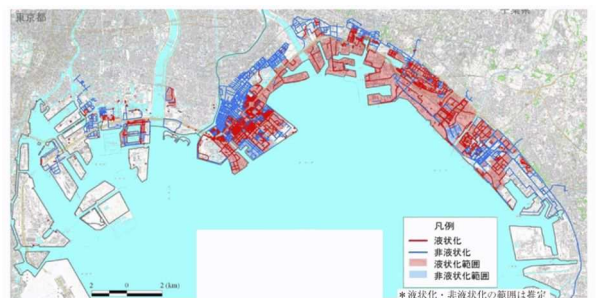 東京都
千葉県
凡例
液状化
非液状化
液状化範囲
非液状化範囲
＊液状化・非液状化の範囲は推定
2 0 2 (km)